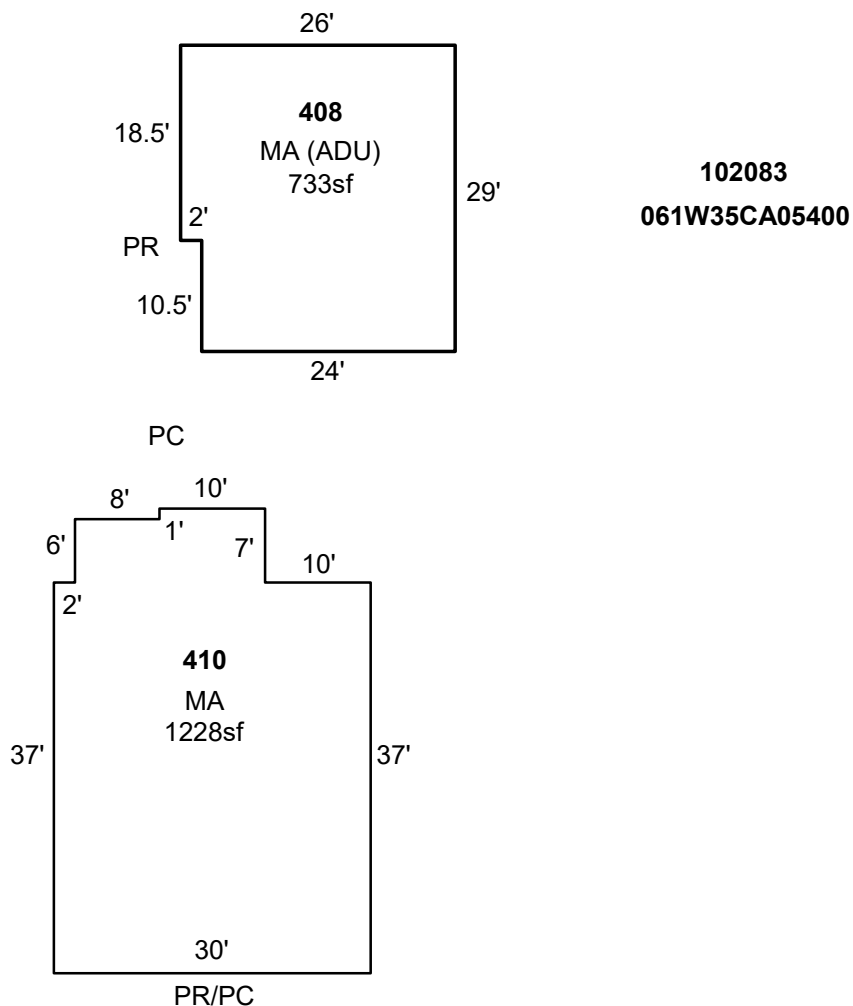 26'
408
MA (ADU)
733sf
18.5'
29'
2'
PR
10.5'
24'
102083
061W35CA05400
PC
8'
10'
1'
6'
7'
10'
2'
410
MA
1228sf
37'
37'
30'
PR/PC